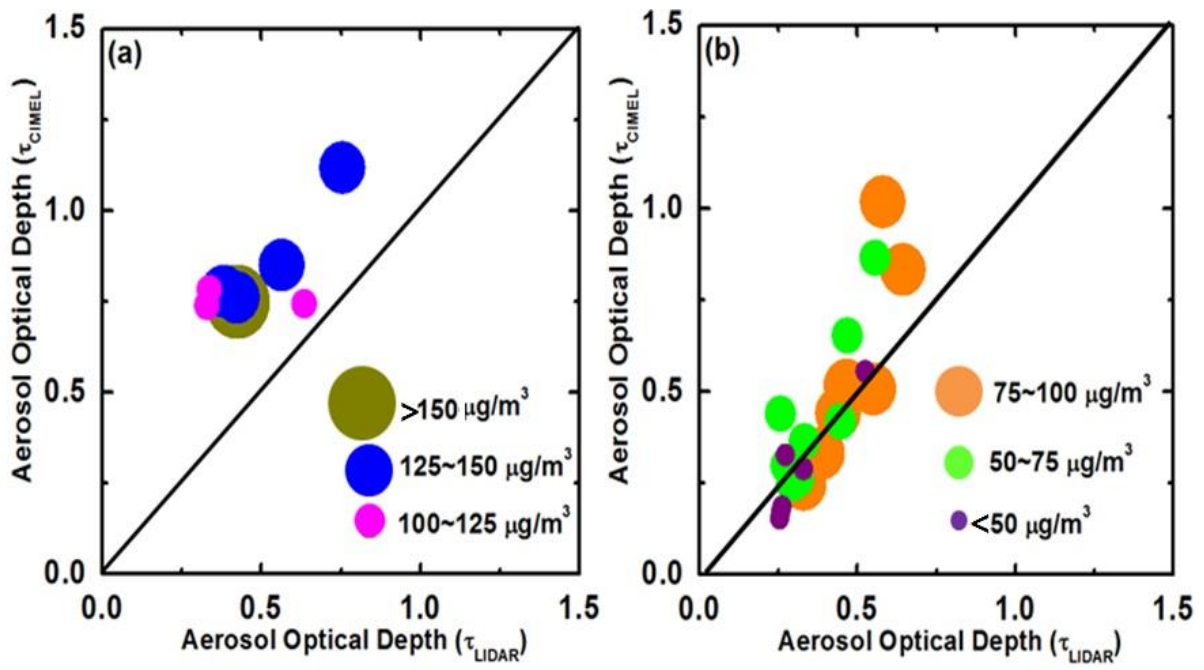 (a)
1.5
1.0
0.5
0.0
Aerosol Optical Depth (τCIMEL)
>150 μg/m³
125~150 μg/m³
100~125 μg/m³
0.0 0.5 1.0 1.5
Aerosol Optical Depth (τLIDAR)
(b)
1.5
1.0
0.5
0.0
Aerosol Optical Depth (τCIMEL)
75~100 μg/m³
50~75 μg/m³
<50 μg/m³
0.0 0.5 1.0 1.5
Aerosol Optical Depth (τLIDAR)